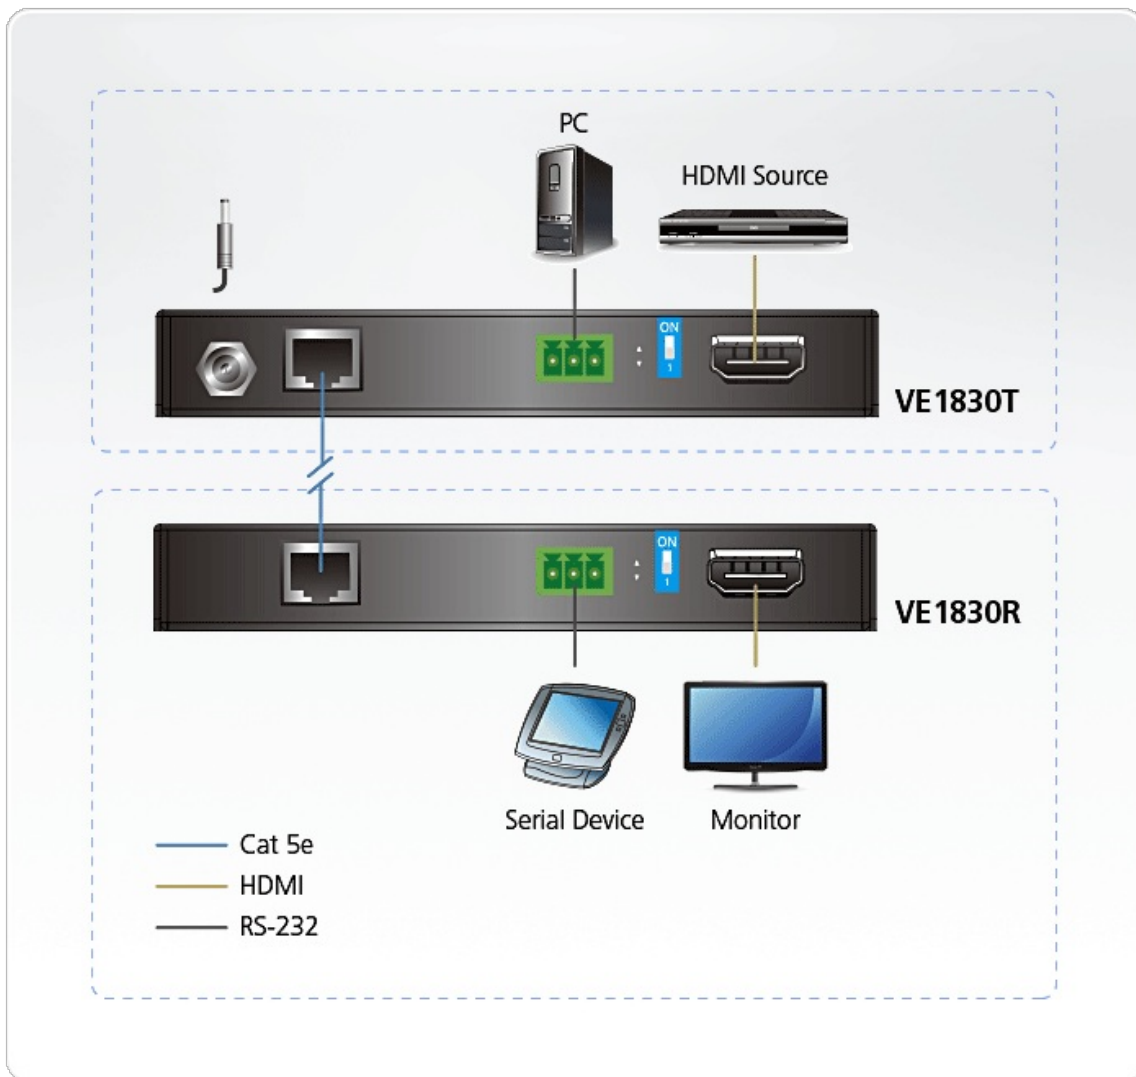 PC
HDMI Source
ON
1
VE1830T
ON
1
VE1830R
Serial Device
Monitor
Cat 5e
HDMI
RS-232